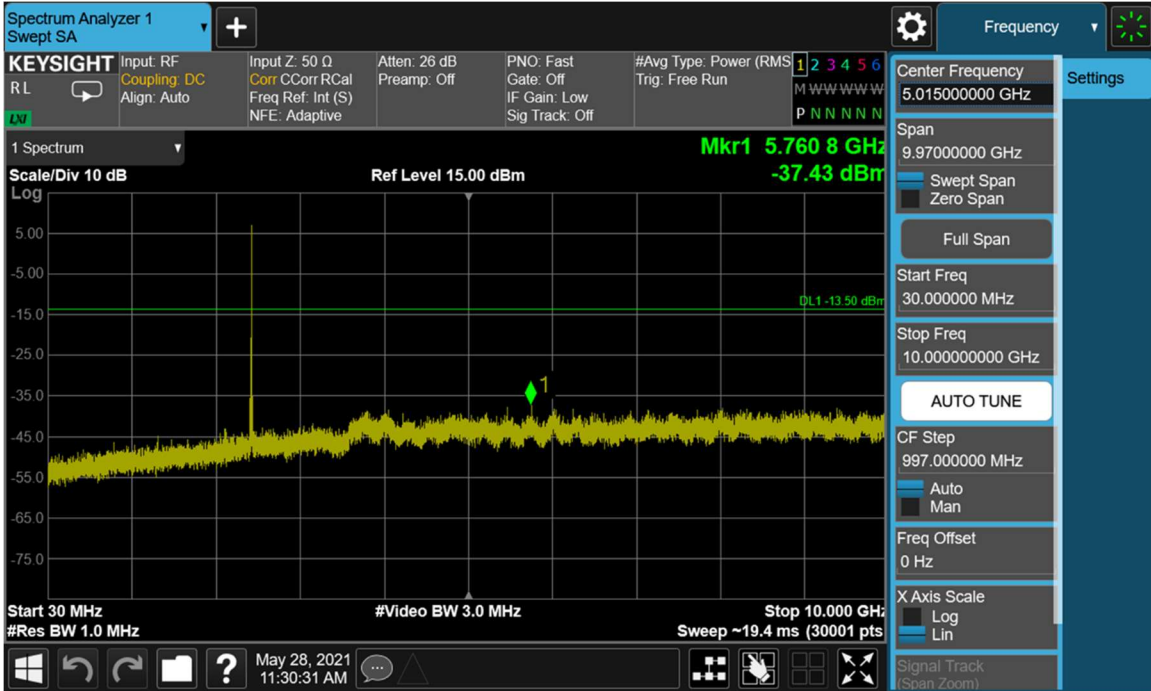 Spectrum Analyzer 1
Swept SA
Frequency
KEYSIGHT
R L
LXI
Input: RF
Coupling: DC
Align: Auto
Input Z: 50 Ω
Corr CCorr RCal
Freq Ref: Int (S)
NFE: Adaptive
Atten: 26 dB
Preamp: Off
PNO: Fast
Gate: Off
IF Gain: Low
Sig Track: Off
#Avg Type: Power (RMS
Trig: Free Run
1 2 3 4 5 6
M W W W W W
P N N N N N
1 Spectrum
Scale/Div 10 dB
Ref Level 15.00 dBm
Mkr1 5.760 8 GHz
-37.43 dBm
Log
5.00
-5.00
-15.0
-25.0
-35.0
-45.0
-55.0
-65.0
-75.0
DL1 -13.50 dBm
1
Start 30 MHz
#Res BW 1.0 MHz
#Video BW 3.0 MHz
Stop 10.000 GHz
Sweep ~19.4 ms (30001 pts
Center Frequency
5.015000000 GHz
Span
9.97000000 GHz
Swept Span
Zero Span
Full Span
Start Freq
30.000000 MHz
Stop Freq
10.000000000 GHz
AUTO TUNE
CF Step
997.000000 MHz
Auto
Man
Freq Offset
0 Hz
X Axis Scale
Log
Lin
Signal Track
(Span Zoom)
Settings
?
May 28, 2021
11:30:31 AM